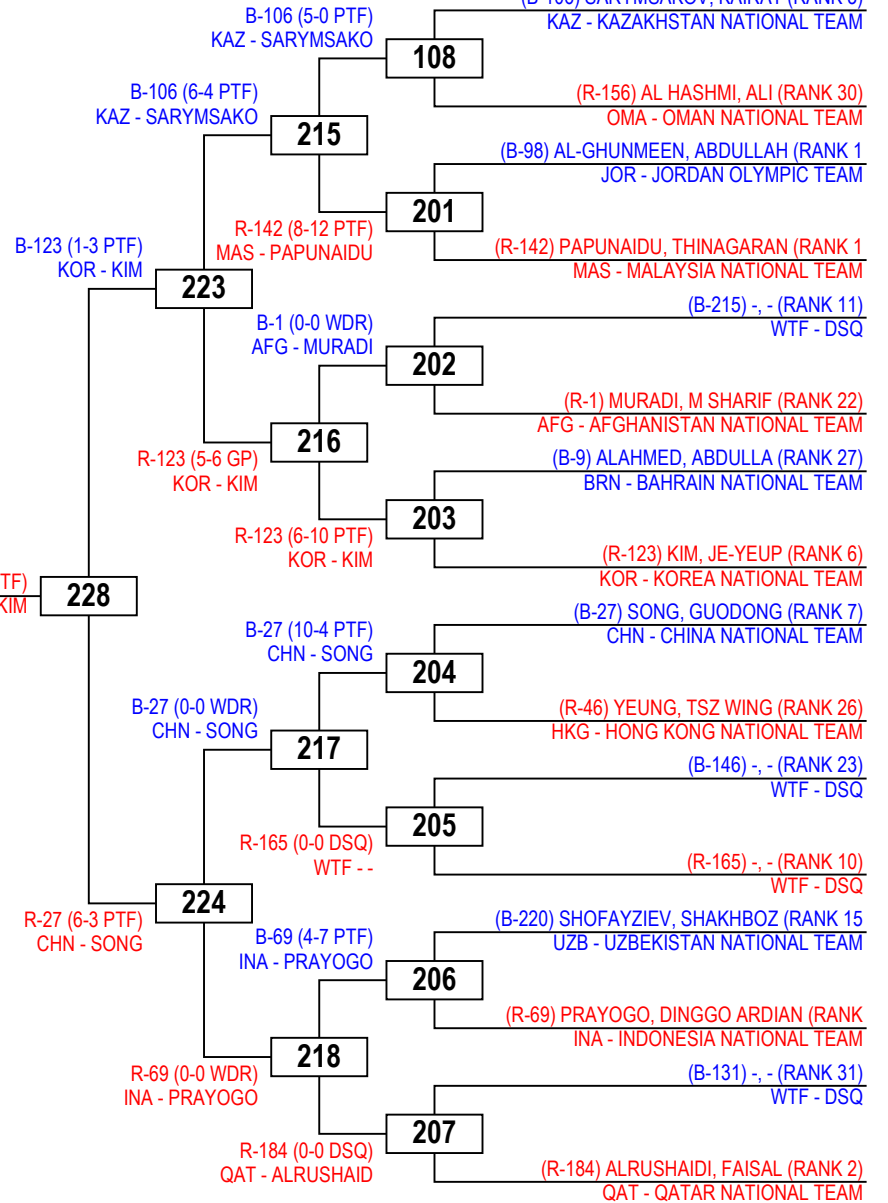 B-106 (5-0 PTF)
KAZ - SARYMSAKO
KAZ - KAZAKHSTAN NATIONAL TEAM
108
B-106 (6-4 PTF)
KAZ - SARYMSAKO
(R-156) AL HASHMI, ALI (RANK 30)
OMA - OMAN NATIONAL TEAM
215
(B-98) AL-GHUNMEEN, ABDULLAH (RANK 1
JOR - JORDAN OLYMPIC TEAM
201
R-142 (8-12 PTF)
MAS - PAPUNAIDU
(R-142) PAPUNAIDU, THINAGARAN (RANK 1
MAS - MALAYSIA NATIONAL TEAM
B-123 (1-3 PTF)
KOR - KIM
223
B-1 (0-0 WDR)
AFG - MURADI
(B-215) -, - (RANK 11)
WTF - DSQ
202
(R-1) MURADI, M SHARIF (RANK 22)
AFG - AFGHANISTAN NATIONAL TEAM
216
R-123 (5-6 GP)
KOR - KIM
(B-9) ALAHMED, ABDULLA (RANK 27)
BRN - BAHRAIN NATIONAL TEAM
203
R-123 (6-10 PTF)
KOR - KIM
(R-123) KIM, JE-YEUP (RANK 6)
KOR - KOREA NATIONAL TEAM
TF)
KIM
228
B-27 (10-4 PTF)
CHN - SONG
(B-27) SONG, GUODONG (RANK 7)
CHN - CHINA NATIONAL TEAM
204
B-27 (0-0 WDR)
CHN - SONG
(R-46) YEUNG, TSZ WING (RANK 26)
HKG - HONG KONG NATIONAL TEAM
217
(B-146) -, - (RANK 23)
WTF - DSQ
205
R-165 (0-0 DSQ)
WTF - -
(R-165) -, - (RANK 10)
WTF - DSQ
224
R-27 (6-3 PTF)
CHN - SONG
B-69 (4-7 PTF)
INA - PRAYOGO
(B-220) SHOFAYZIEV, SHAKHBOZ (RANK 15
UZB - UZBEKISTAN NATIONAL TEAM
206
(R-69) PRAYOGO, DINGGO ARDIAN (RANK
INA - INDONESIA NATIONAL TEAM
218
R-69 (0-0 WDR)
INA - PRAYOGO
(B-131) -, - (RANK 31)
WTF - DSQ
207
R-184 (0-0 DSQ)
QAT - ALRUSHAID
(R-184) ALRUSHAIDI, FAISAL (RANK 2)
QAT - QATAR NATIONAL TEAM